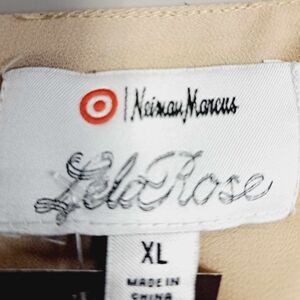 Neiman Marcus
Lela Rose
XL
MADE IN
CHINA